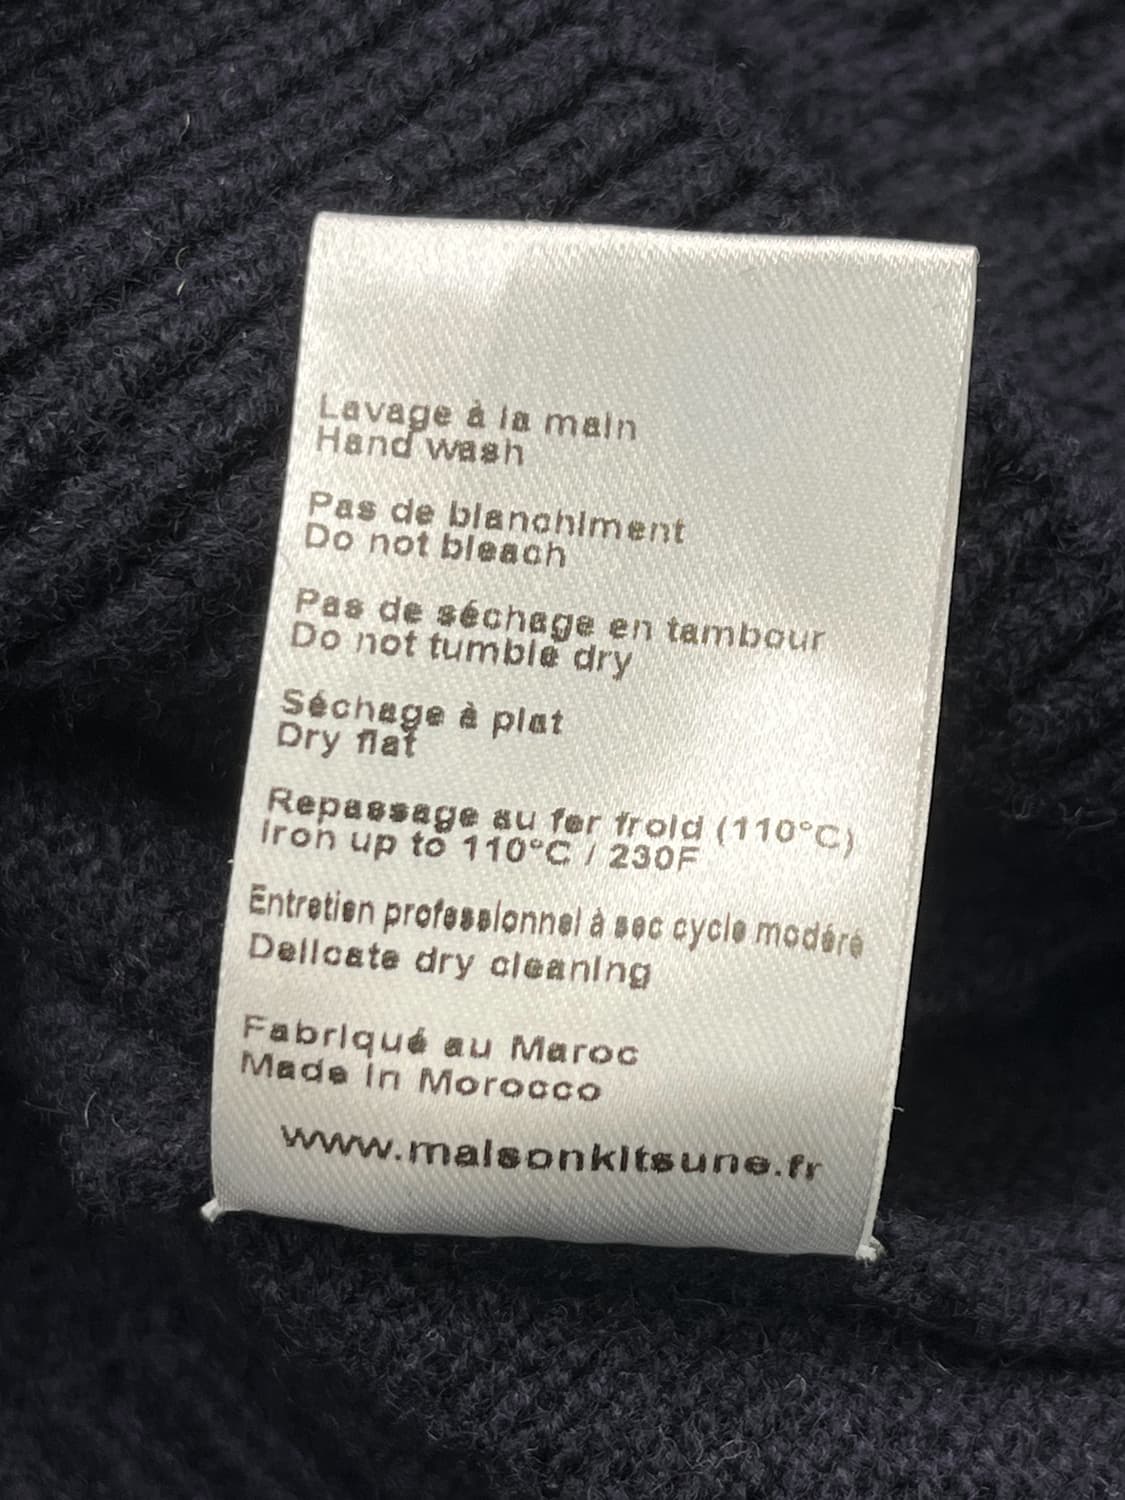 Lavage à la main
Hand wash
Pas de blanchiment
Do not bleach
Pas de séchage en tambour
Do not tumble dry
Séchage à plat
Dry flat
Repassage au fer froid (110°C)
Iron up to 110°C / 230F
Entretien professionnel à sec cycle modéré
Delicate dry cleaning
Fabriqué au Maroc
Made in Morocco
www.maisonkitsune.fr